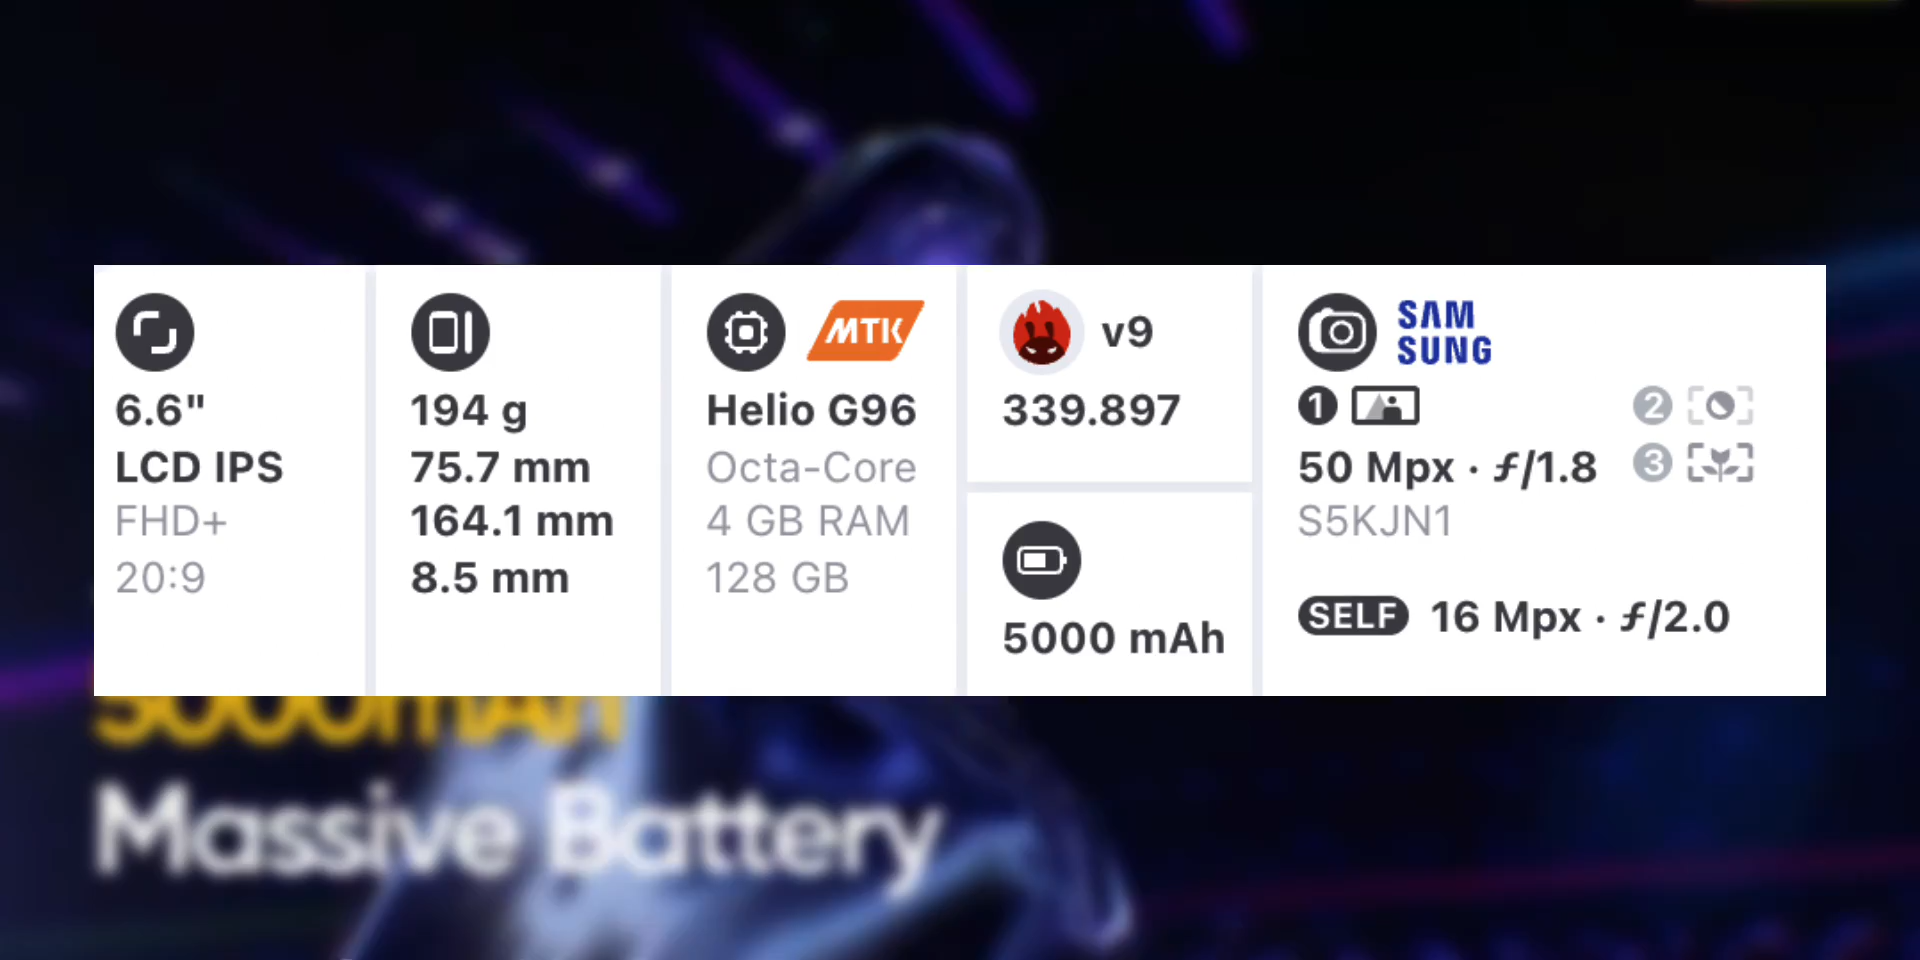 6.6"
LCD IPS
FHD+
20:9
194 g
75.7 mm
164.1 mm
8.5 mm
MTK
Helio G96
Octa-Core
4 GB RAM
128 GB
v9
339.897
5000 mAh
SAM
SUNG
1
50 Mpx · ƒ/1.8
S5KJN1
2
3
SELF 16 Mpx · ƒ/2.0
5000mAh
Massive Battery